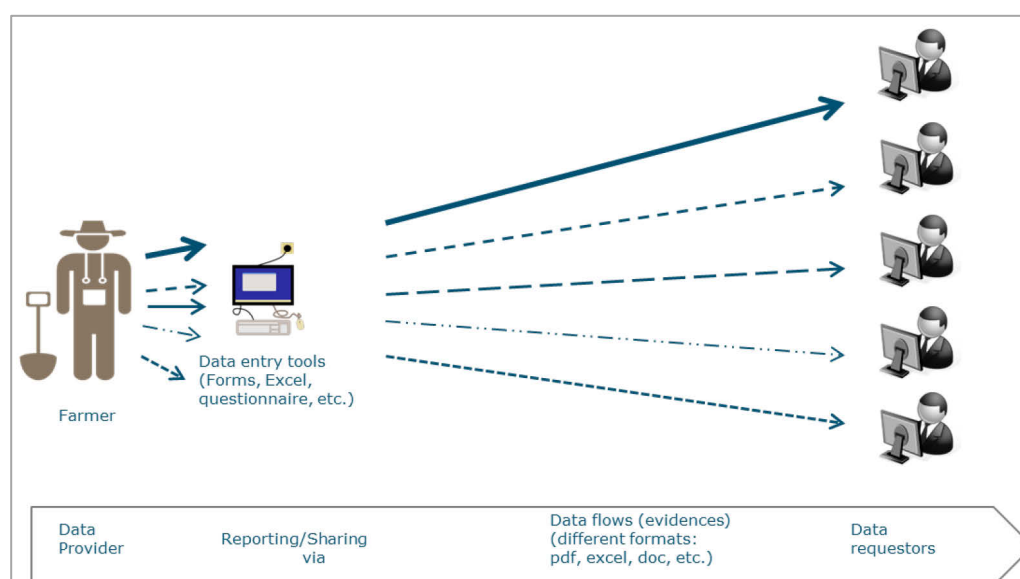 Farmer
Data entry tools
(Forms, Excel,
questionnaire, etc.)
Data
Provider
Reporting/Sharing
via
Data flows (evidences)
(different formats:
pdf, excel, doc, etc.)
Data
requestors